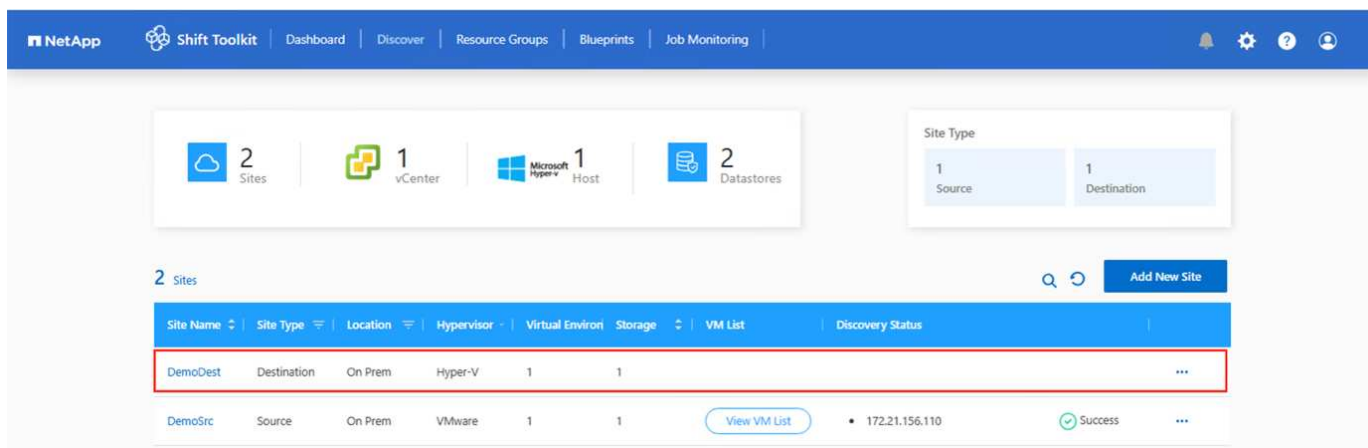 NetApp Shift Toolkit Dashboard Discover Resource Groups Blueprints Job Monitoring ?
2
Sites
1
vCenter
Microsoft
Hyper-v
1
Host
2
Datastores
Site Type
1
Source
1
Destination
2 Sites
Add New Site
Site Name Site Type Location Hypervisor Virtual Environ Storage VM List Discovery Status
DemoDest Destination On Prem Hyper-V 1 1 ...
DemoSrc Source On Prem VMware 1 1 View VM List • 172.21.156.110 Success ...